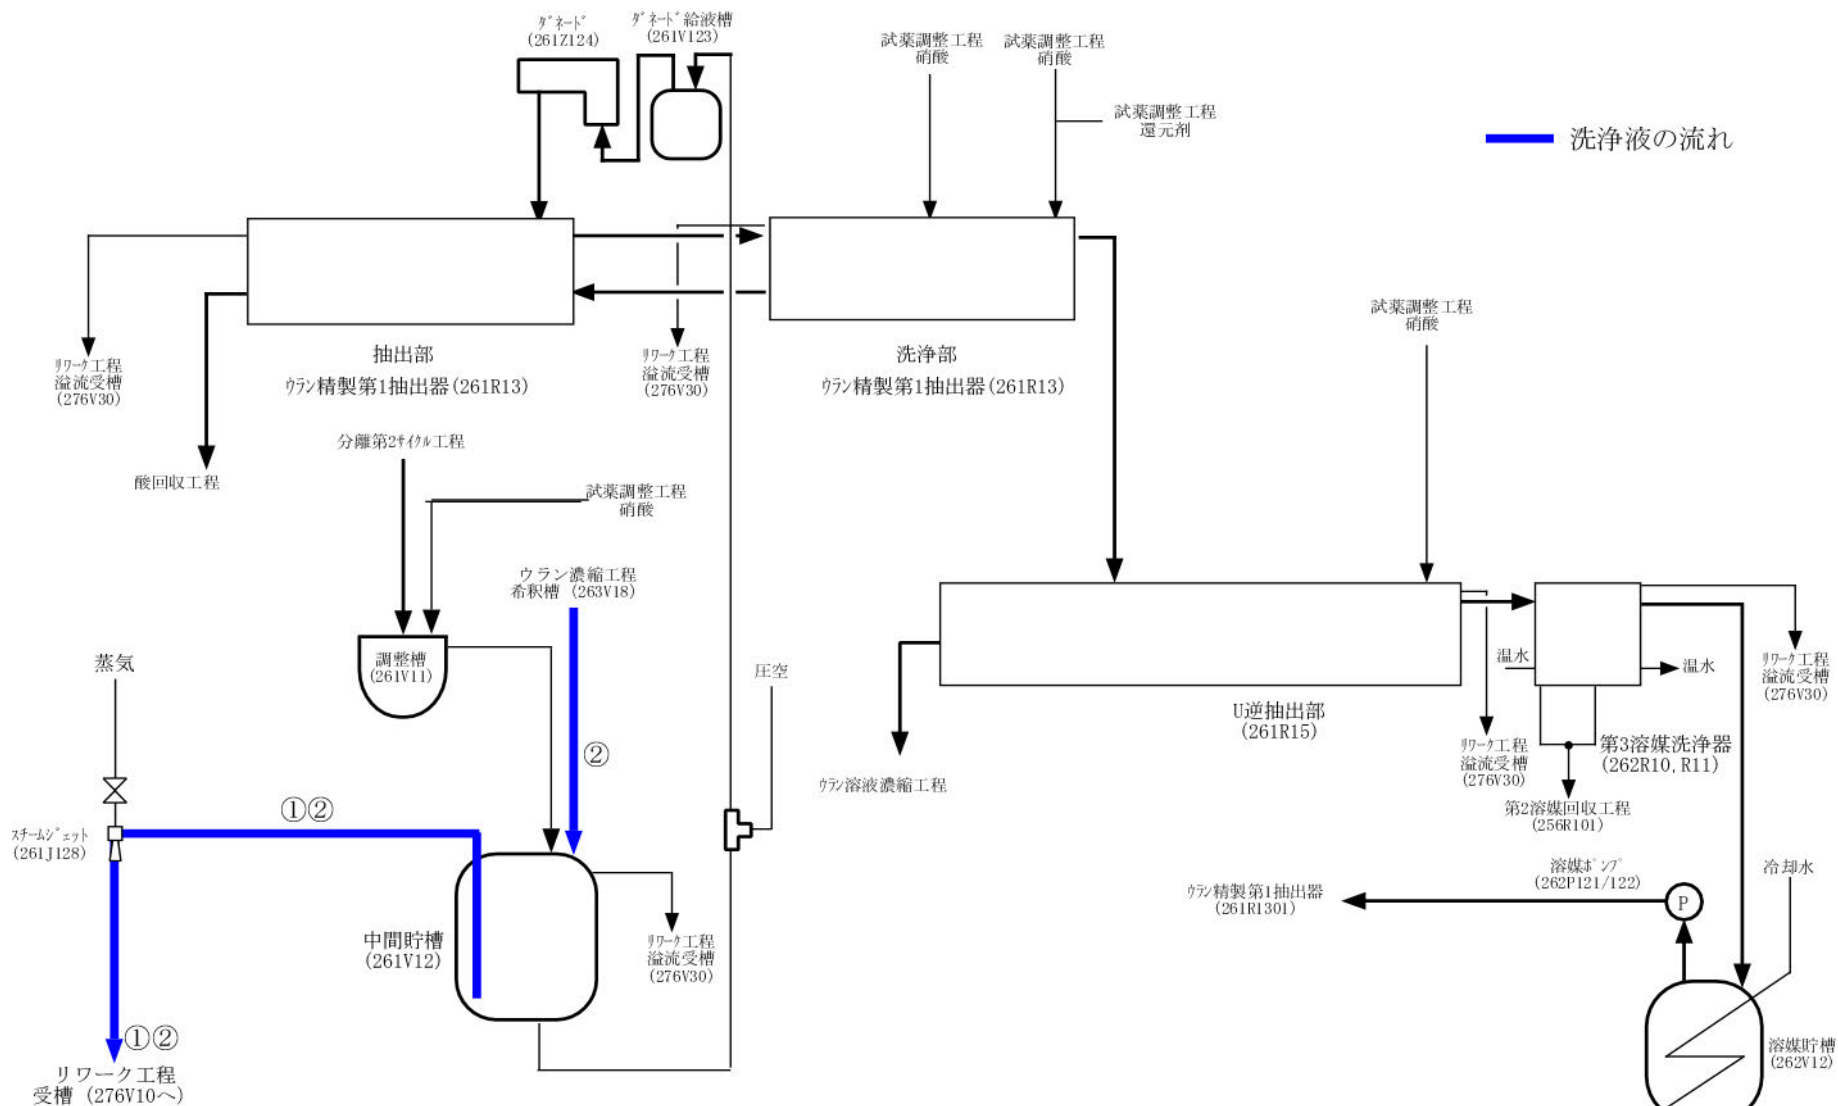 ﾀﾞﾈｰﾄﾞ
(261Z124)
ﾀﾞﾈｰﾄﾞ給液槽
(261V123)
試薬調整工程
硝酸
試薬調整工程
硝酸
試薬調整工程
還元剤
洗浄液の流れ
ﾘﾜｰｸ工程
溢流受槽
(276V30)
抽出部
ｳﾗﾝ精製第1抽出器(261R13)
ﾘﾜｰｸ工程
溢流受槽
(276V30)
洗浄部
ｳﾗﾝ精製第1抽出器(261R13)
試薬調整工程
硝酸
酸回収工程
分離第2ｻｲｸﾙ工程
試薬調整工程
硝酸
ウラン濃縮工程
希釈槽 (263V18)
蒸気
調整槽
(261V11)
圧空
②
温水
温水
ﾘﾜｰｸ工程
溢流受槽
(276V30)
U逆抽出部
(261R15)
ﾘﾜｰｸ工程
溢流受槽
(276V30)
第3溶媒洗浄器
(262R10,R11)
ｳﾗﾝ溶液濃縮工程
第2溶媒回収工程
(256R101)
①②
ｽﾁｰﾑｼﾞｪｯﾄ
(261J128)
溶媒ﾎﾟﾝﾌﾟ
(262P121/122)
冷却水
ｳﾗﾝ精製第1抽出器
(261R1301)
P
中間貯槽
(261V12)
ﾘﾜｰｸ工程
溢流受槽
(276V30)
①②
リワーク工程
受槽 (276V10へ)
溶媒貯槽
(262V12)